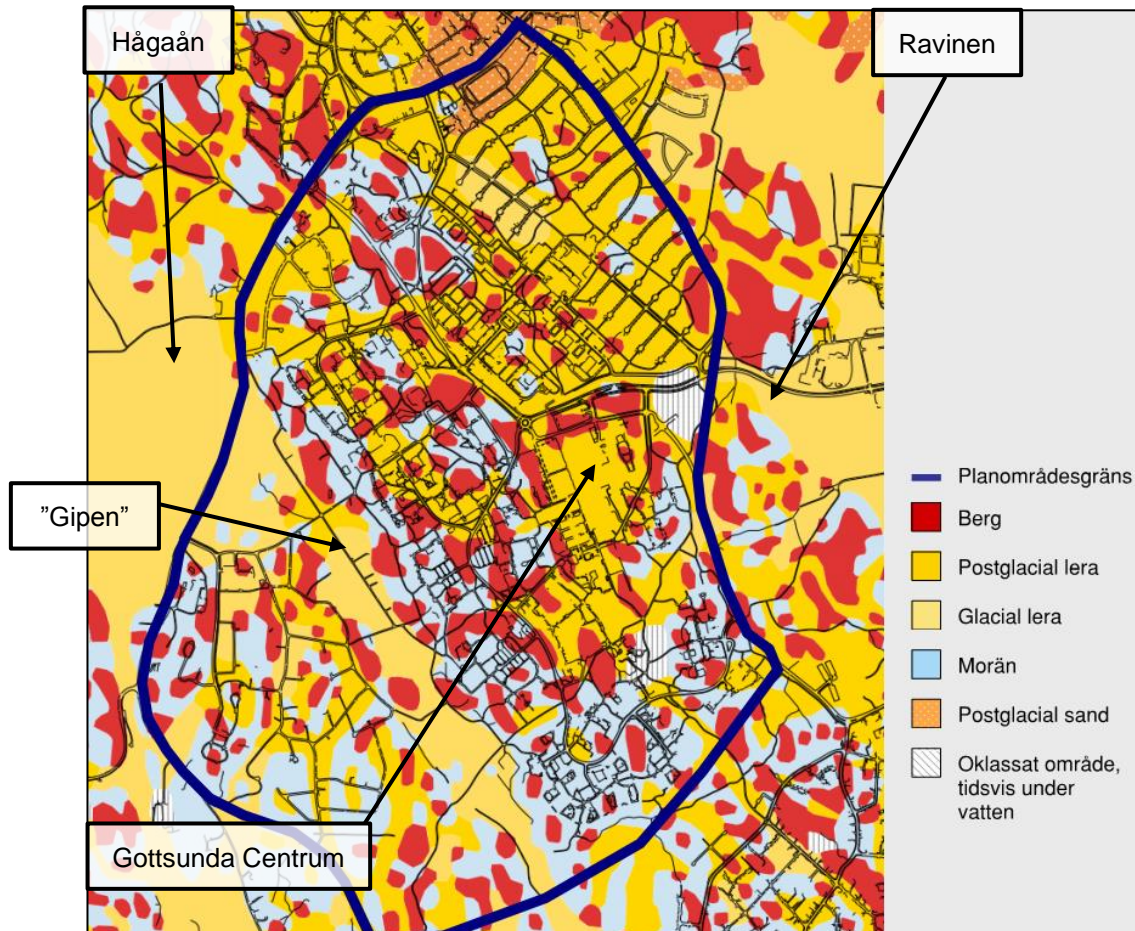 Hågaån
Ravinen
”Gipen”
Gottsunda Centrum
Planområdesgräns
Berg
Postglacial lera
Glacial lera
Morän
Postglacial sand
Oklassat område,
tidsvis under
vatten